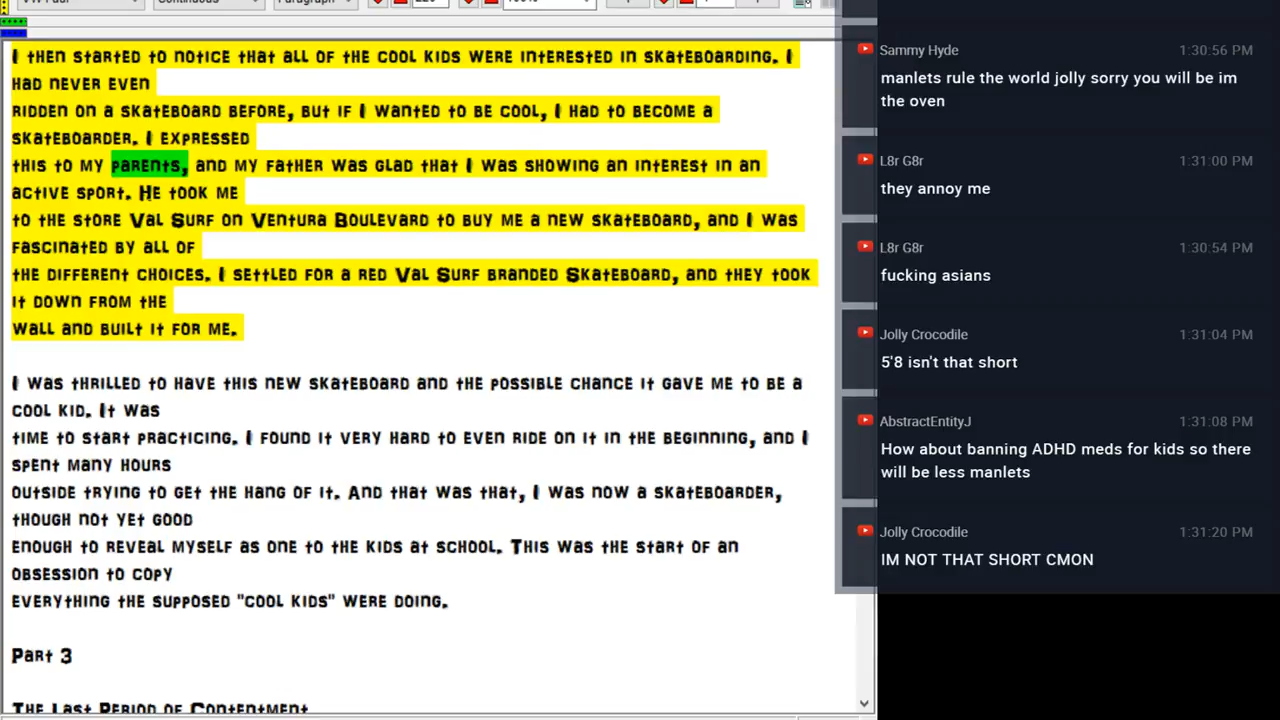 I then started to notice that all of the cool kids were interested in skateboarding. I
had never even
ridden on a skateboard before, but if I wanted to be cool, I had to become a
skateboarder. I expressed
this to my parents, and my father was glad that I was showing an interest in an
active sport. He took me
to the store Val Surf on Ventura Boulevard to buy me a new skateboard, and I was
fascinated by all of
the different choices. I settled for a red Val Surf branded Skateboard, and they took
it down from the
wall and built it for me.
I was thrilled to have this new skateboard and the possible chance it gave me to be a
cool kid. It was
time to start practicing. I found it very hard to even ride on it in the beginning, and I
spent many hours
outside trying to get the hang of it. And that was that, I was now a skateboarder,
though not yet good
enough to reveal myself as one to the kids at school. This was the start of an
obsession to copy
everything the supposed "cool kids" were doing.
Part 3
The Last Period of Contentment
Sammy Hyde 1:30:56 PM
manlets rule the world jolly sorry you will be im
the oven
L8r G8r 1:31:00 PM
they annoy me
L8r G8r 1:30:54 PM
fucking asians
Jolly Crocodile 1:31:04 PM
5'8 isn't that short
AbstractEntityJ 1:31:08 PM
How about banning ADHD meds for kids so there
will be less manlets
Jolly Crocodile 1:31:20 PM
IM NOT THAT SHORT CMON